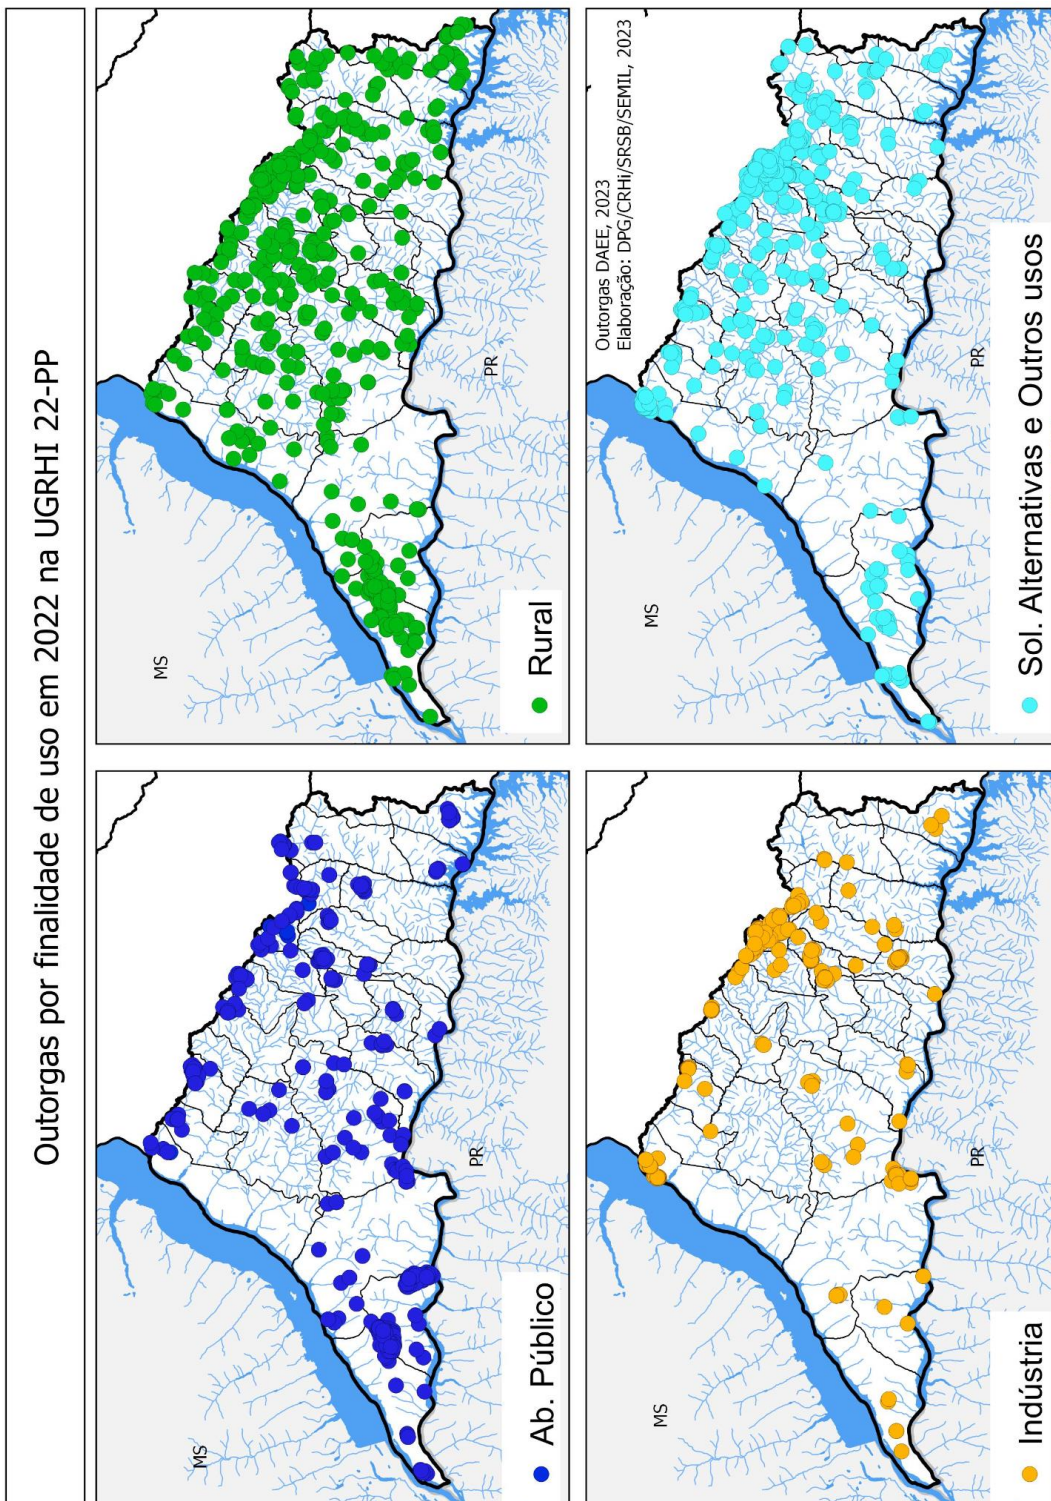 Outorgas por finalidade de uso em 2022 na UGRHI 22-PP
MS
PR
Ab. Público
MS
PR
Rural
MS
PR
Indústria
Outorgas DAEE, 2023
Elaboração: DPG/CRHi/SRSB/SEMIL, 2023
MS
PR
Sol. Alternativas e Outros usos